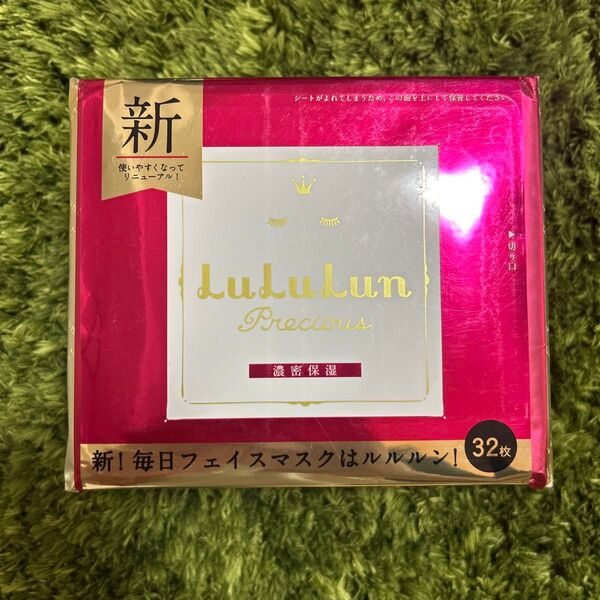 シートがよれてしまうため、この面を上にして保管してください
新
使いやすくなって
リニューアル!
▶切り口
LuLuLun
Precious
濃密保湿
新!毎日フェイスマスクはルルルン!
32枚